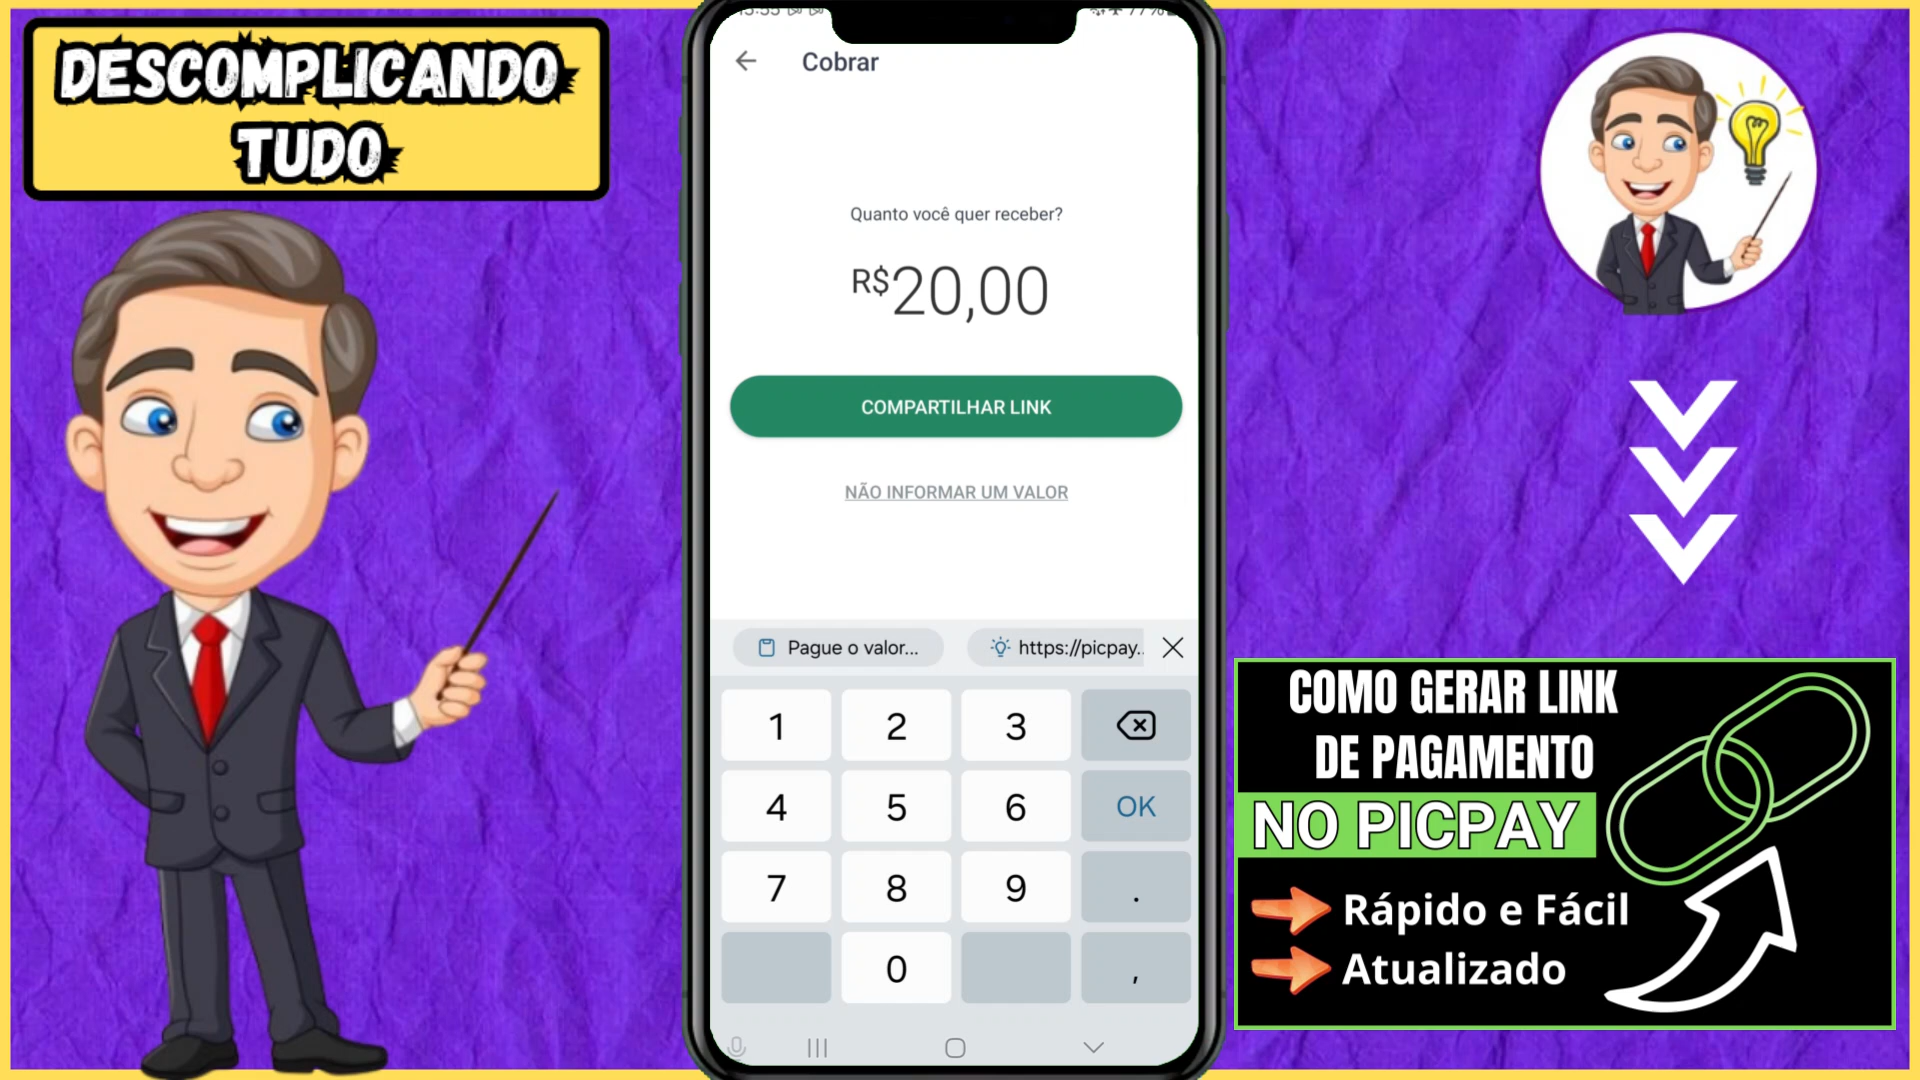 DESCOMPLICANDO
TUDO
77%
Cobrar
Quanto você quer receber?
R$20,00
COMPARTILHAR LINK
NÃO INFORMAR UM VALOR
Pague o valor...
https://picpay..
1 2 3
4 5 6 OK
7 8 9 .
0 ,
COMO GERAR LINK
DE PAGAMENTO
NO PICPAY
Rápido e Fácil
Atualizado